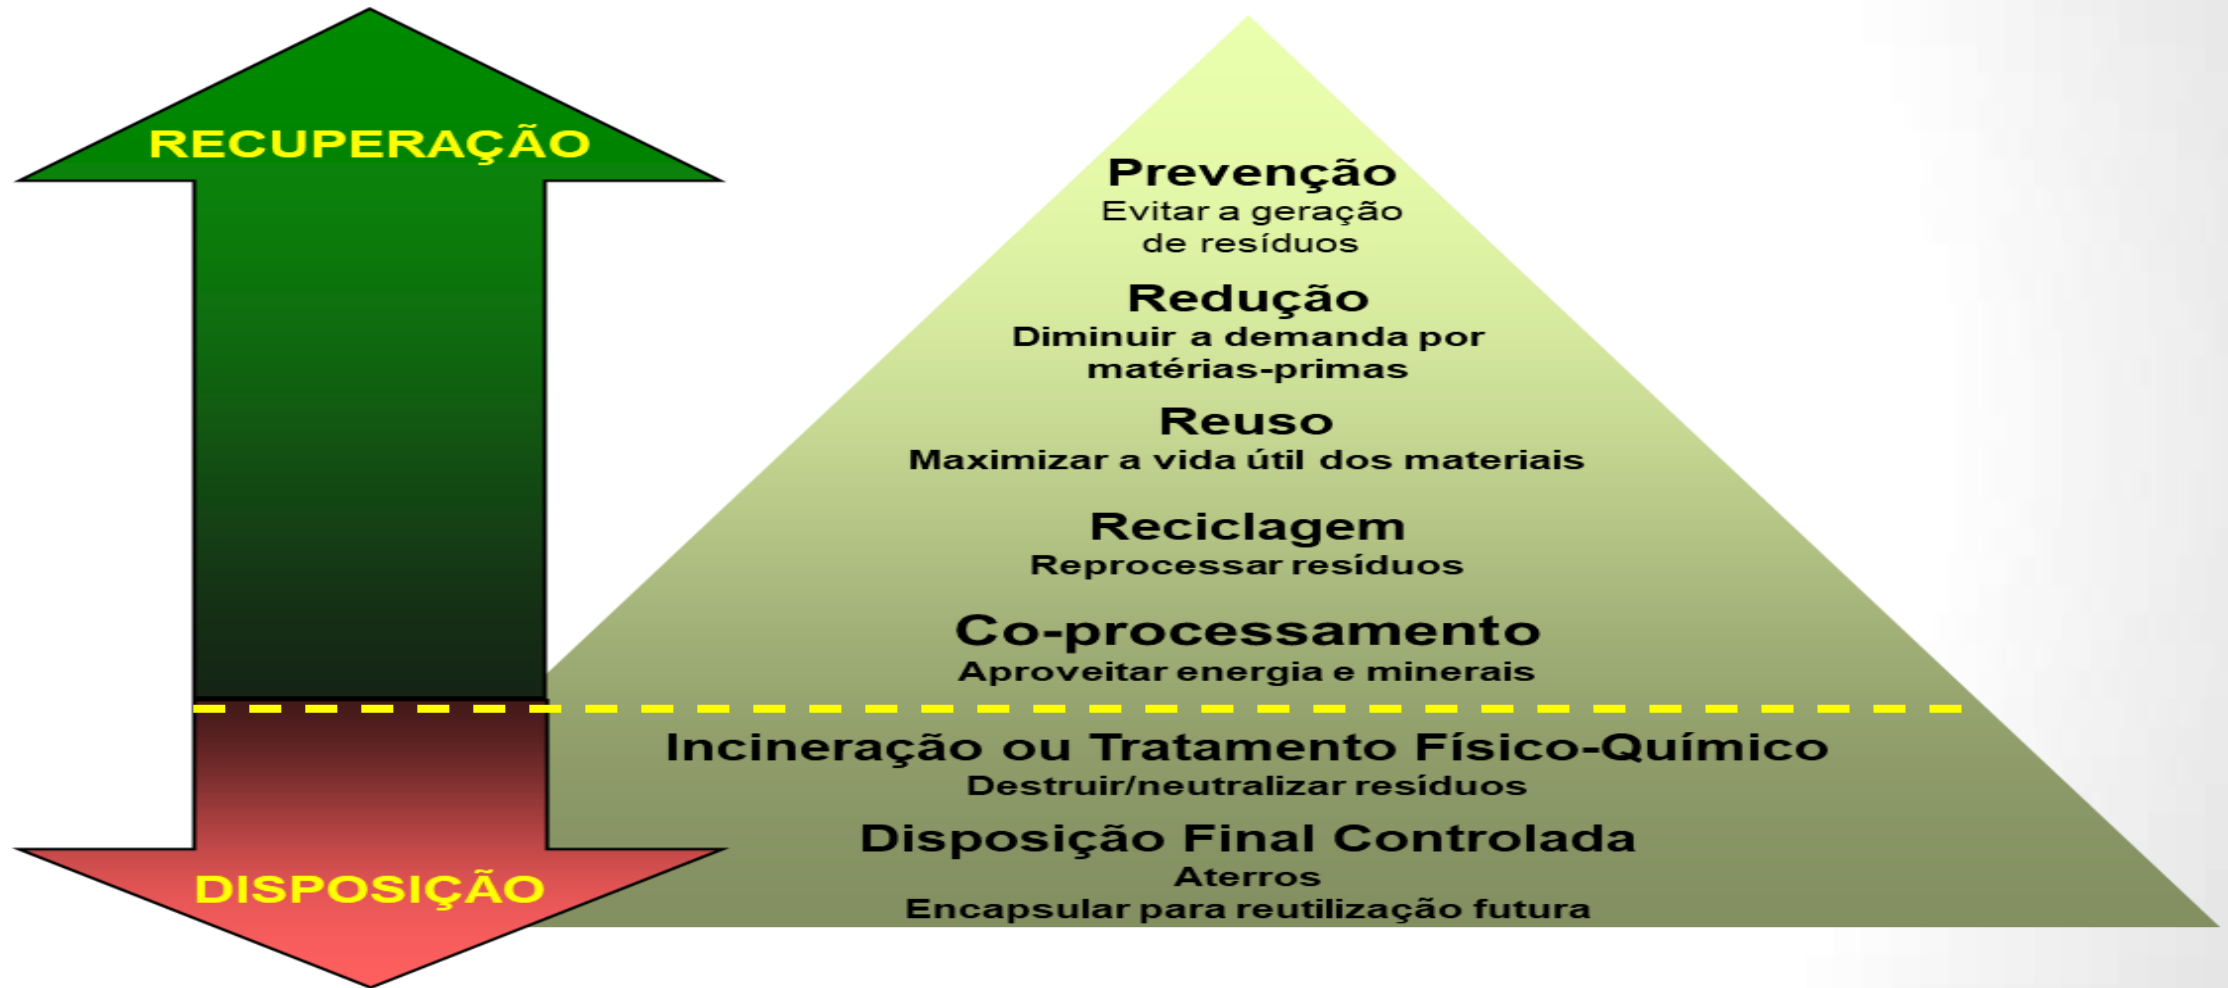 RECUPERAÇÃO
Prevenção
Evitar a geração
de resíduos
Redução
Diminuir a demanda por
matérias-primas
Reuso
Maximizar a vida útil dos materiais
Reciclagem
Reprocessar resíduos
Co-processamento
Aproveitar energia e minerais
Incineração ou Tratamento Físico-Químico
Destruir/neutralizar resíduos
Disposição Final Controlada
Aterros
Encapsular para reutilização futura
DISPOSIÇÃO